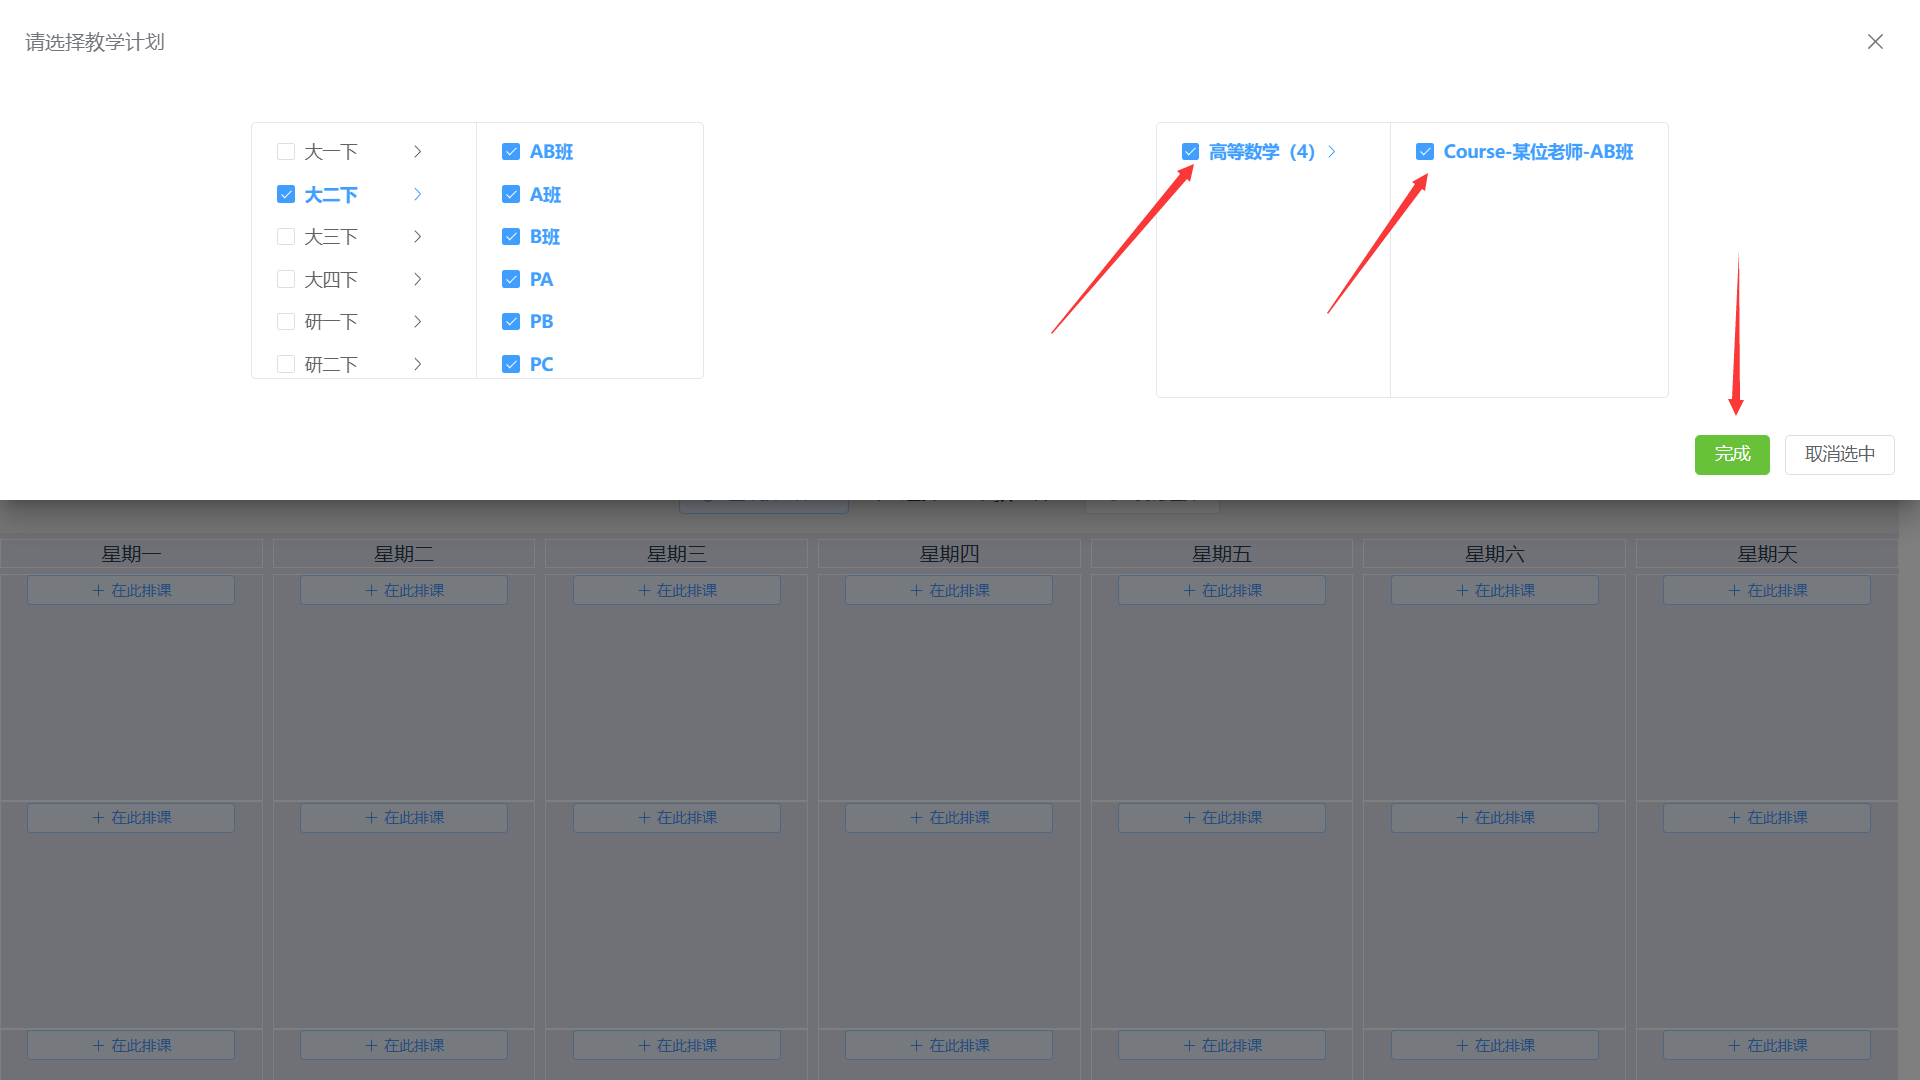 请选择教学计划
大一下
大二下
大三下
大四下
研一下
研二下
AB班
A班
B班
PA
PB
PC
高等数学（4）
Course-某位老师-AB班
完成 取消选中
星期一 星期二 星期三 星期四 星期五 星期六 星期天
在此排课 在此排课 在此排课 在此排课 在此排课 在此排课 在此排课
在此排课 在此排课 在此排课 在此排课 在此排课 在此排课 在此排课
在此排课 在此排课 在此排课 在此排课 在此排课 在此排课 在此排课